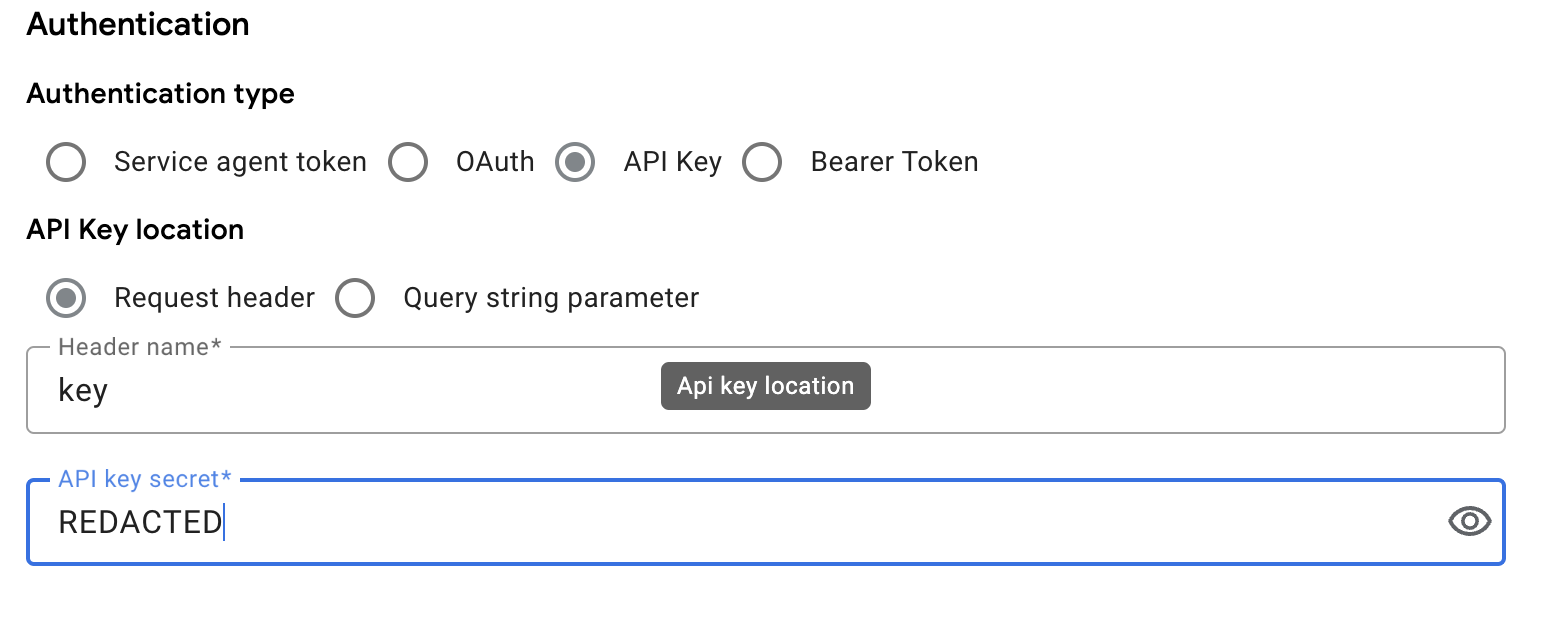 Authentication
Authentication type
Service agent token OAuth API Key Bearer Token
API Key location
Request header Query string parameter
Header name*
key
Api key location
API key secret*
REDACTED